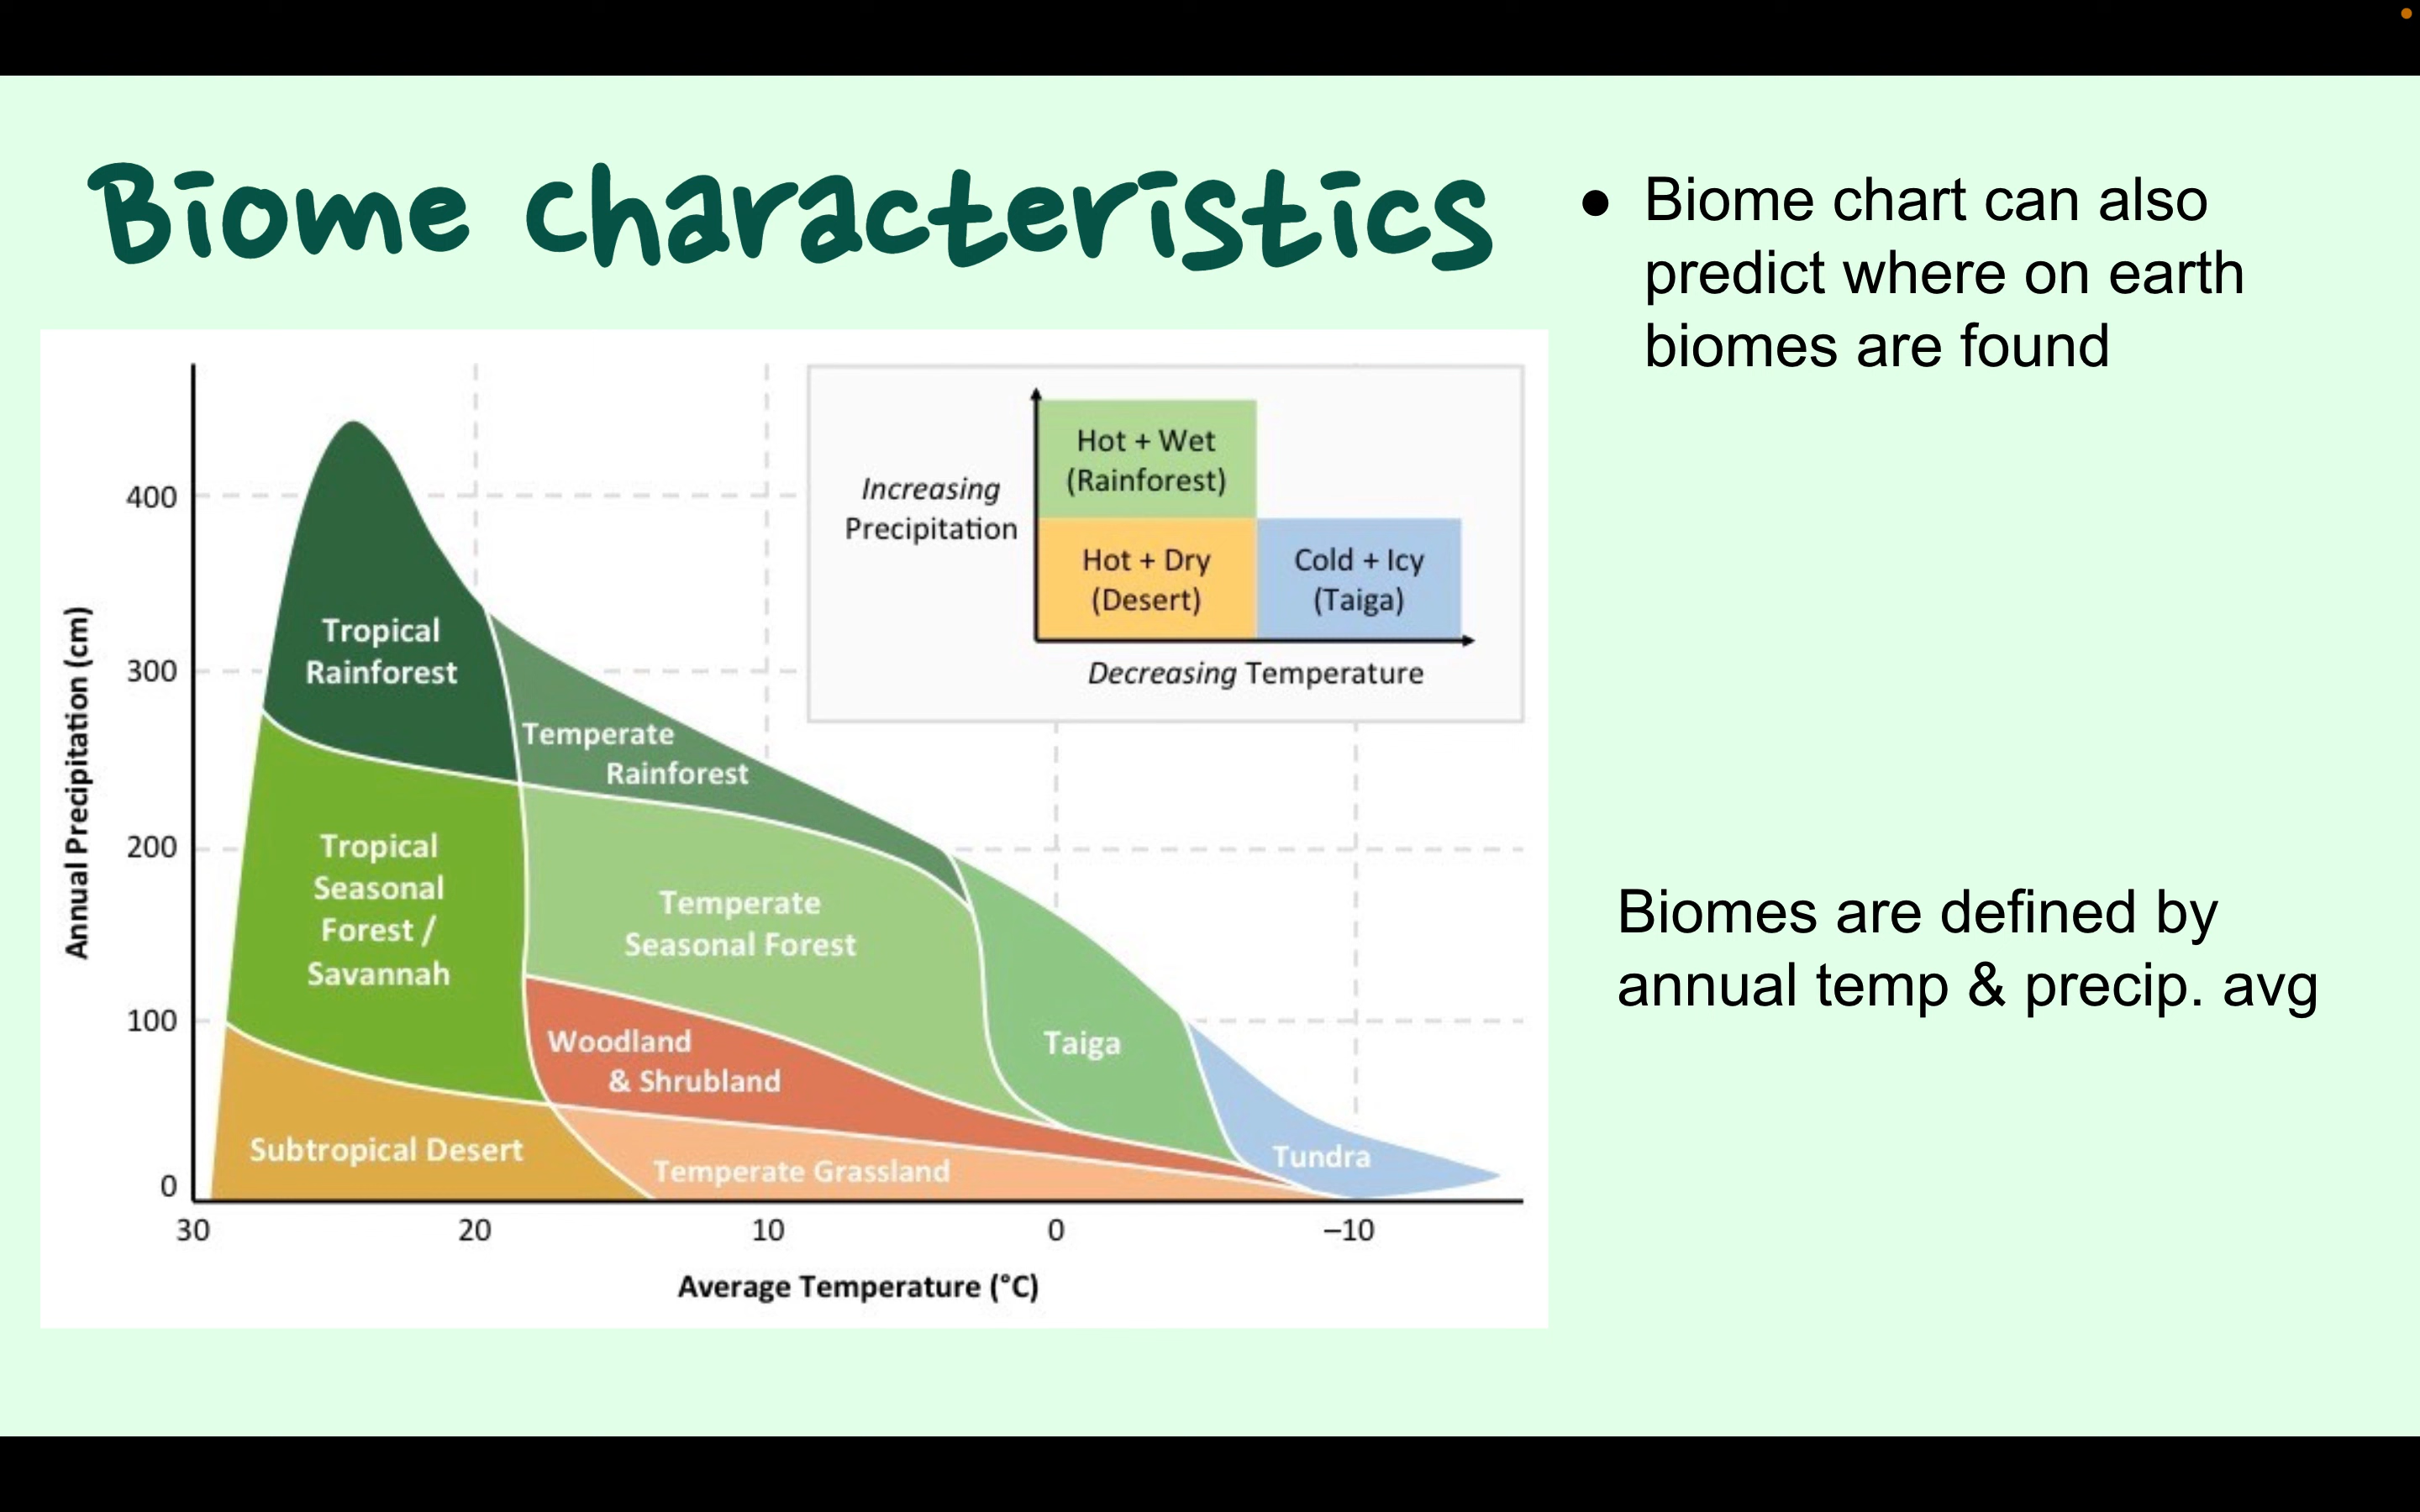 Biome characteristics
Biome chart can also
predict where on earth
biomes are found
Biomes are defined by
annual temp & precip. avg
Annual Precipitation (cm)
400
300
200
100
0
30
20
10
0
–10
Average Temperature (°C)
Tropical
Rainforest
Temperate
Rainforest
Tropical
Seasonal
Forest /
Savannah
Temperate
Seasonal Forest
Woodland
& Shrubland
Taiga
Subtropical Desert
Temperate Grassland
Tundra
Increasing
Precipitation
Hot + Wet
(Rainforest)
Hot + Dry
(Desert)
Cold + Icy
(Taiga)
Decreasing Temperature